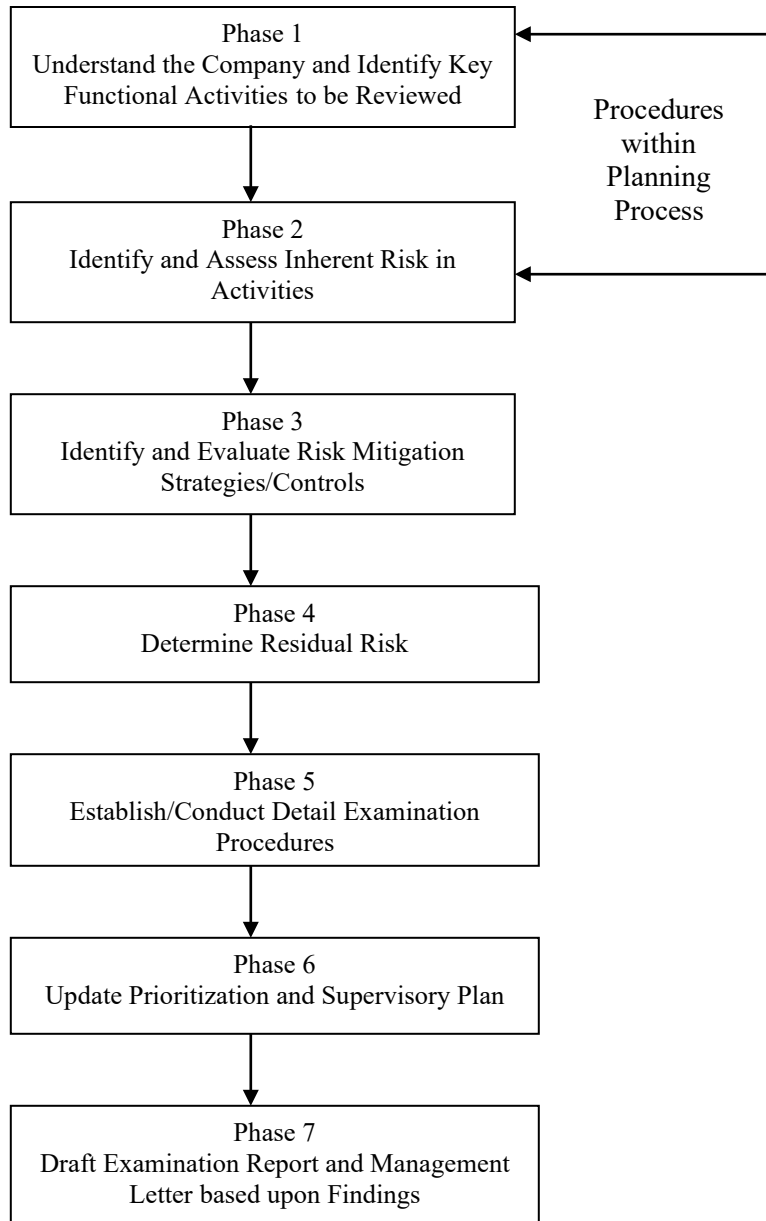 Phase 1
Understand the Company and Identify Key
Functional Activities to be Reviewed
Procedures
within
Planning
Process
Phase 2
Identify and Assess Inherent Risk in
Activities
Phase 3
Identify and Evaluate Risk Mitigation
Strategies/Controls
Phase 4
Determine Residual Risk
Phase 5
Establish/Conduct Detail Examination
Procedures
Phase 6
Update Prioritization and Supervisory Plan
Phase 7
Draft Examination Report and Management
Letter based upon Findings